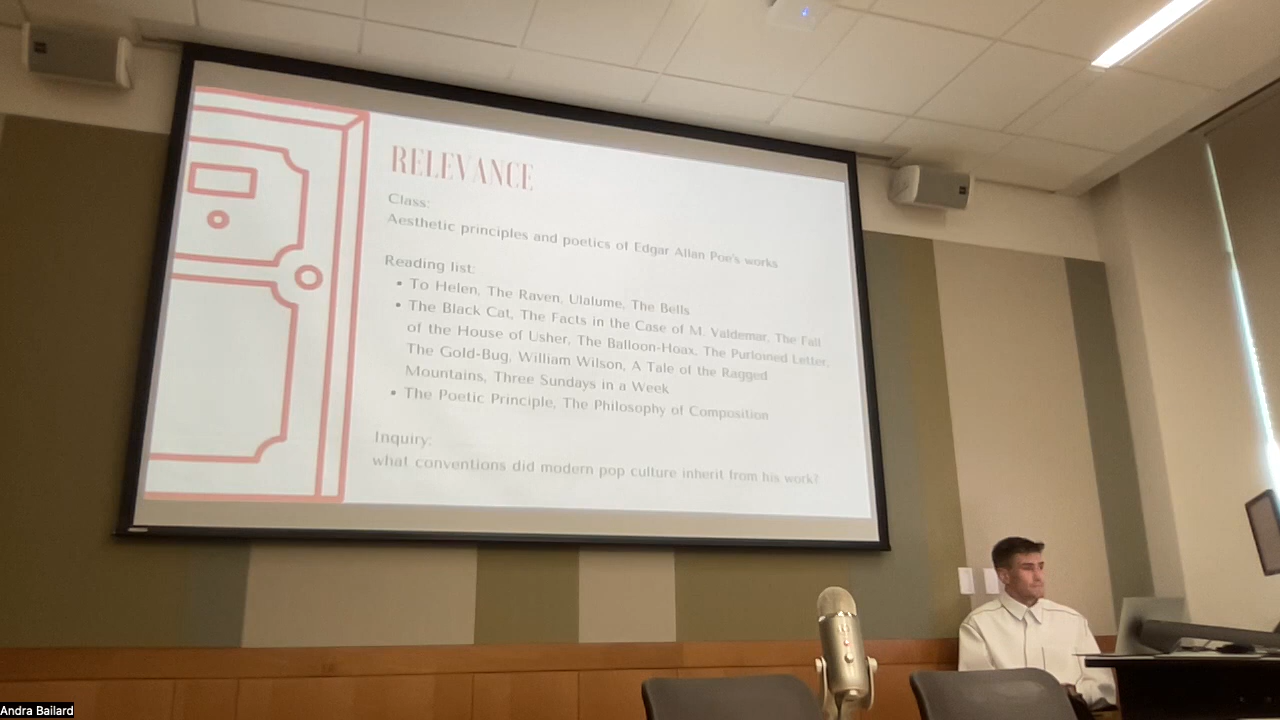 RELEVANCE
Class:
Aesthetic principles and poetics of Edgar Allan Poe's works
Reading list:
• To Helen, The Raven, Ulalume, The Bells
• The Black Cat, The Facts in the Case of M. Valdemar, The Fall
of the House of Usher, The Balloon-Hoax, The Purloined Letter,
The Gold-Bug, William Wilson, A Tale of the Ragged
Mountains, Three Sundays in a Week
• The Poetic Principle, The Philosophy of Composition
Inquiry:
what conventions did modern pop culture inherit from his work?
Andra Bailard